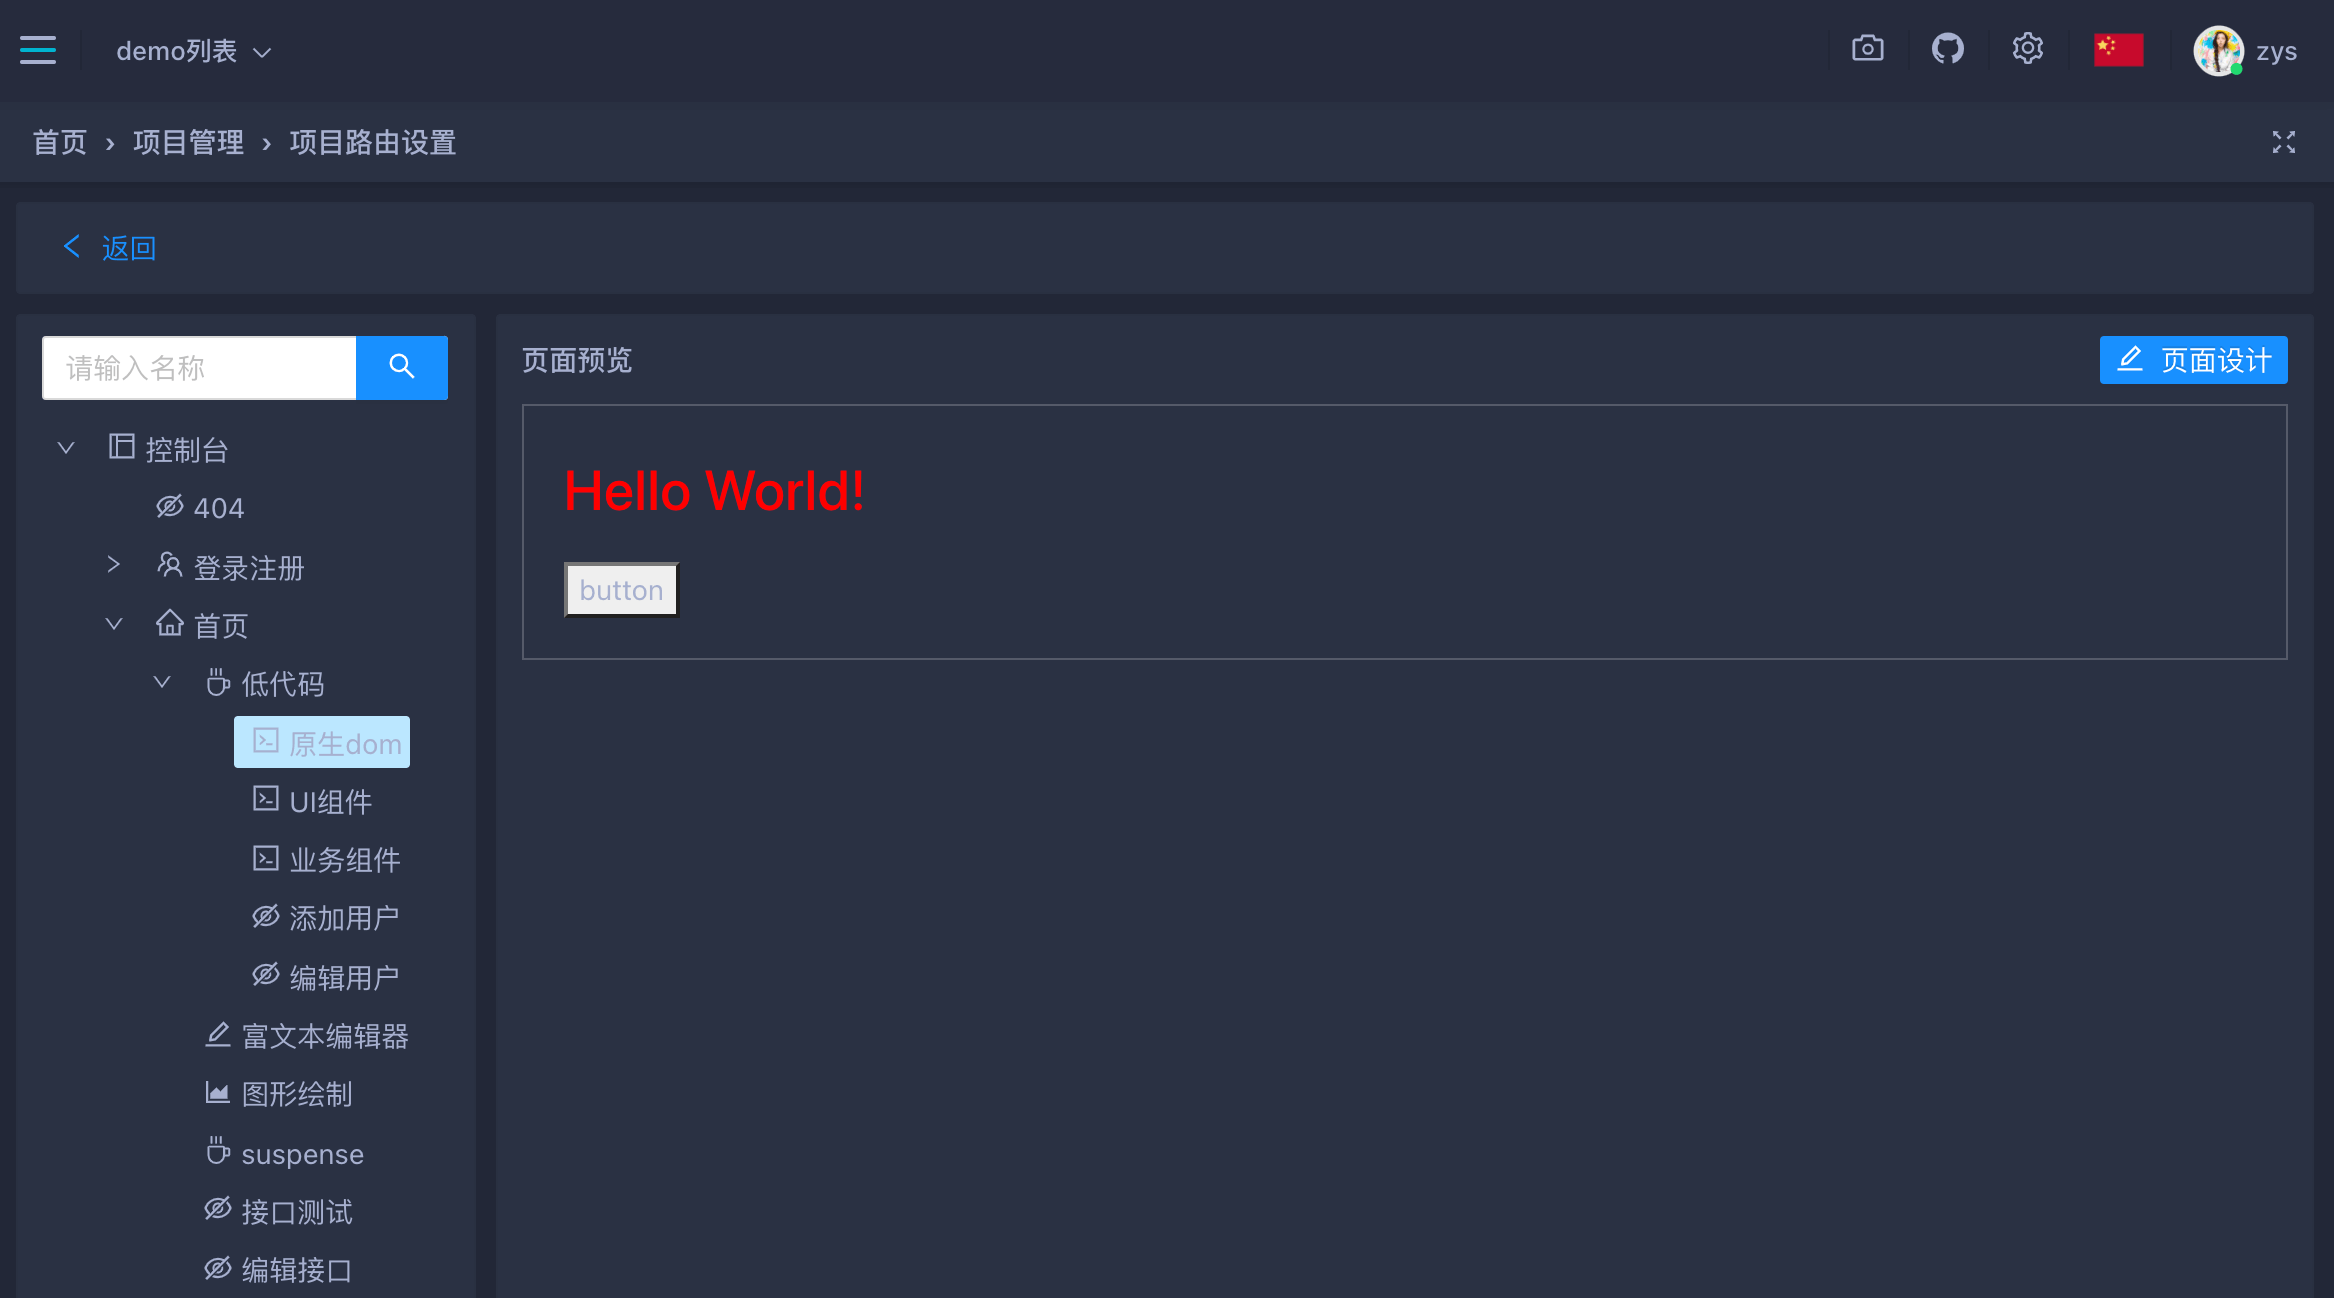 demo列表
zys
首页 › 项目管理 › 项目路由设置
返回
请输入名称
控制台
404
登录注册
首页
低代码
原生dom
UI组件
业务组件
添加用户
编辑用户
富文本编辑器
图形绘制
suspense
接口测试
编辑接口
页面预览
页面设计
Hello World!
button